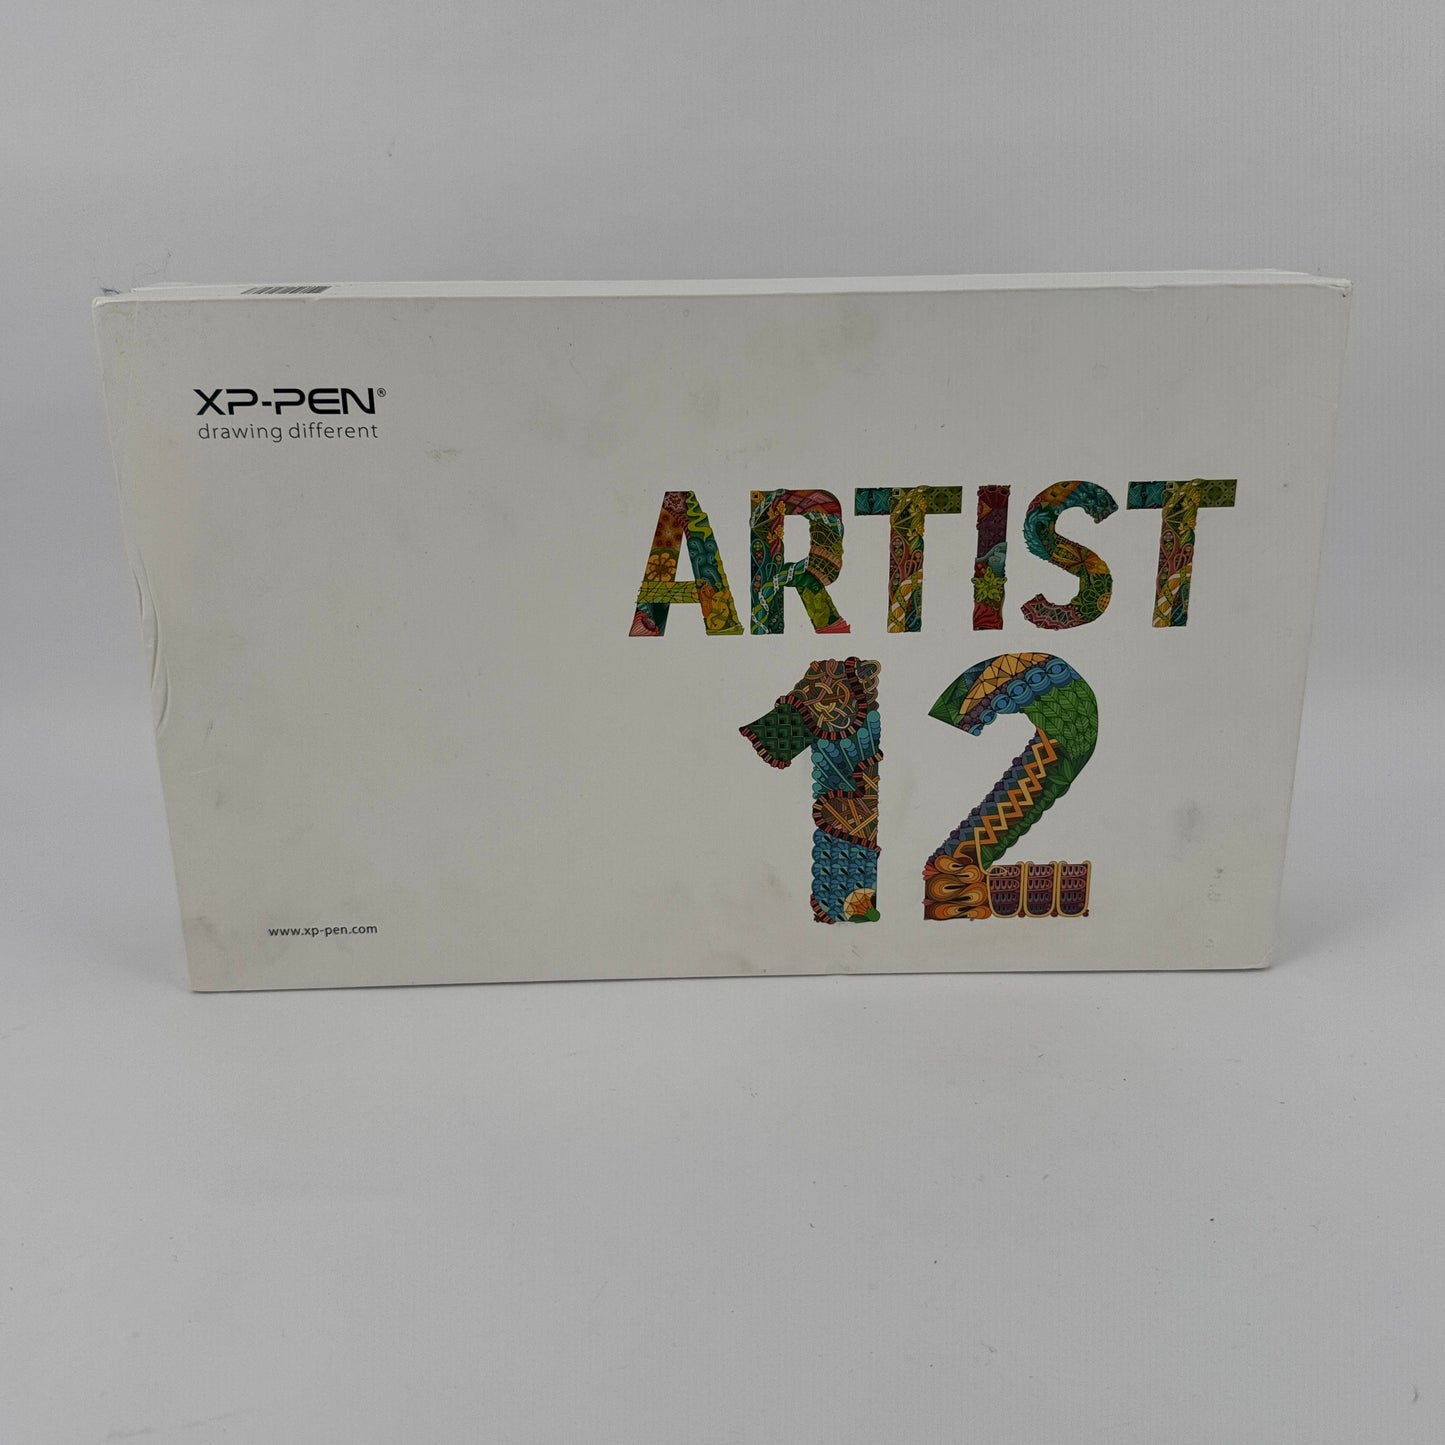 XP-PEN®
drawing different
ARTIST
12
www.xp-pen.com